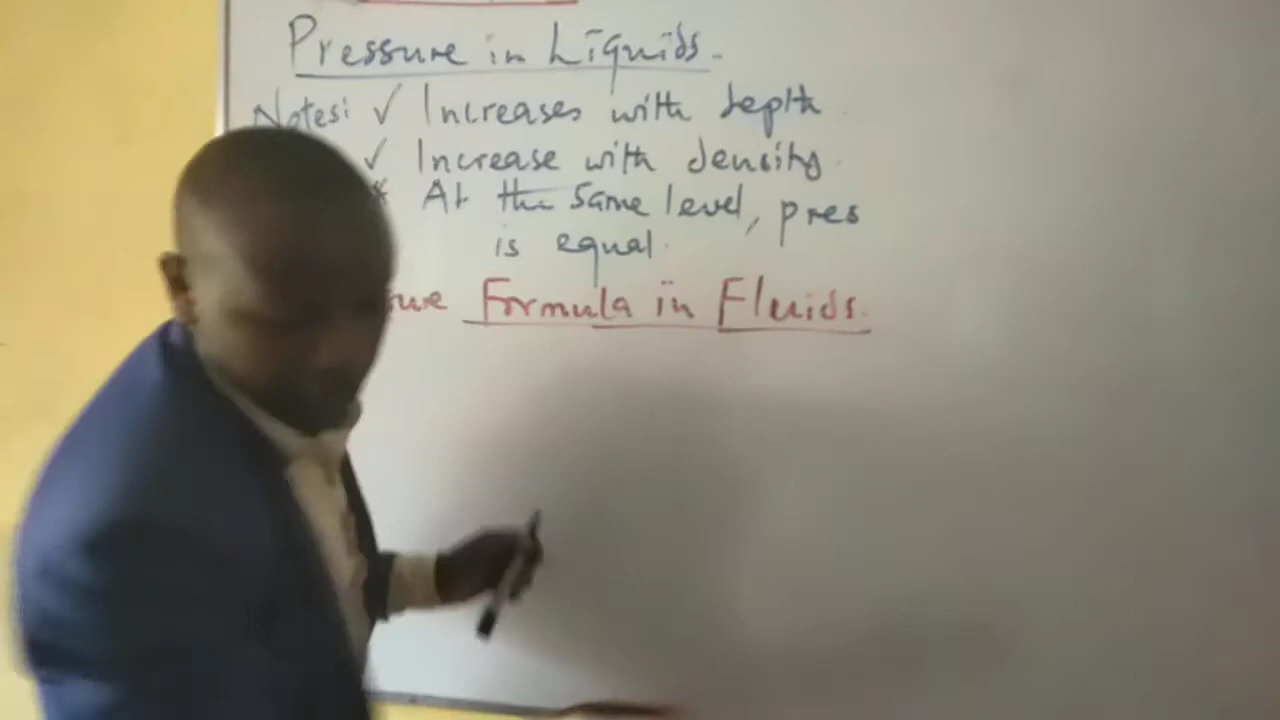 Pressure in Liquids.
Notes: ✓ Increases with depth
✓ Increase with density
* At the same level, pres
is equal.
Formula in Fluids.